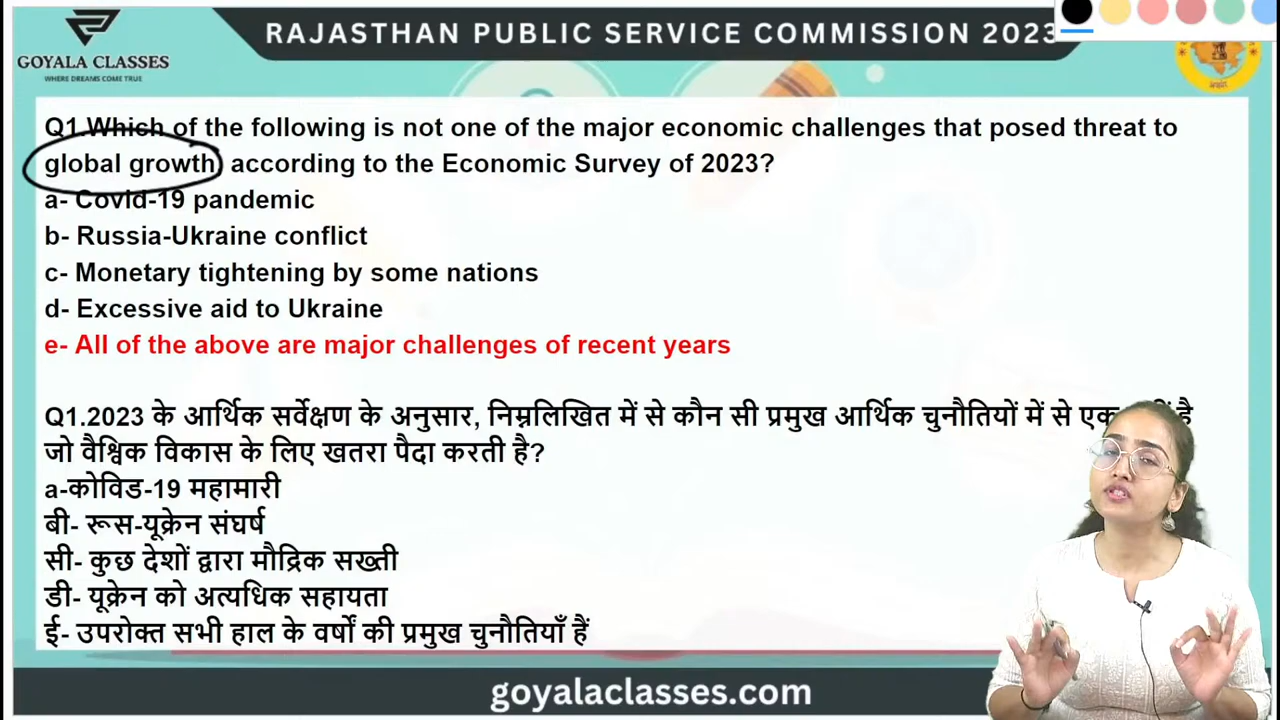 GOYALA CLASSES
WHERE DREAMS COME TRUE
RAJASTHAN PUBLIC SERVICE COMMISSION 2023
Q1.Which of the following is not one of the major economic challenges that posed threat to
global growth, according to the Economic Survey of 2023?
a- Covid-19 pandemic
b- Russia-Ukraine conflict
c- Monetary tightening by some nations
d- Excessive aid to Ukraine
e- All of the above are major challenges of recent years
Q1.2023 के आर्थिक सर्वेक्षण के अनुसार, निम्नलिखित में से कौन सी प्रमुख आर्थिक चुनौतियों में से एक है
जो वैश्विक विकास के लिए खतरा पैदा करती है?
a-कोविड-19 महामारी
बी- रूस-यूक्रेन संघर्ष
सी- कुछ देशों द्वारा मौद्रिक सख्ती
डी- यूक्रेन को अत्यधिक सहायता
ई- उपरोक्त सभी हाल के वर्षों की प्रमुख चुनौतियाँ हैं
goyalaclasses.com